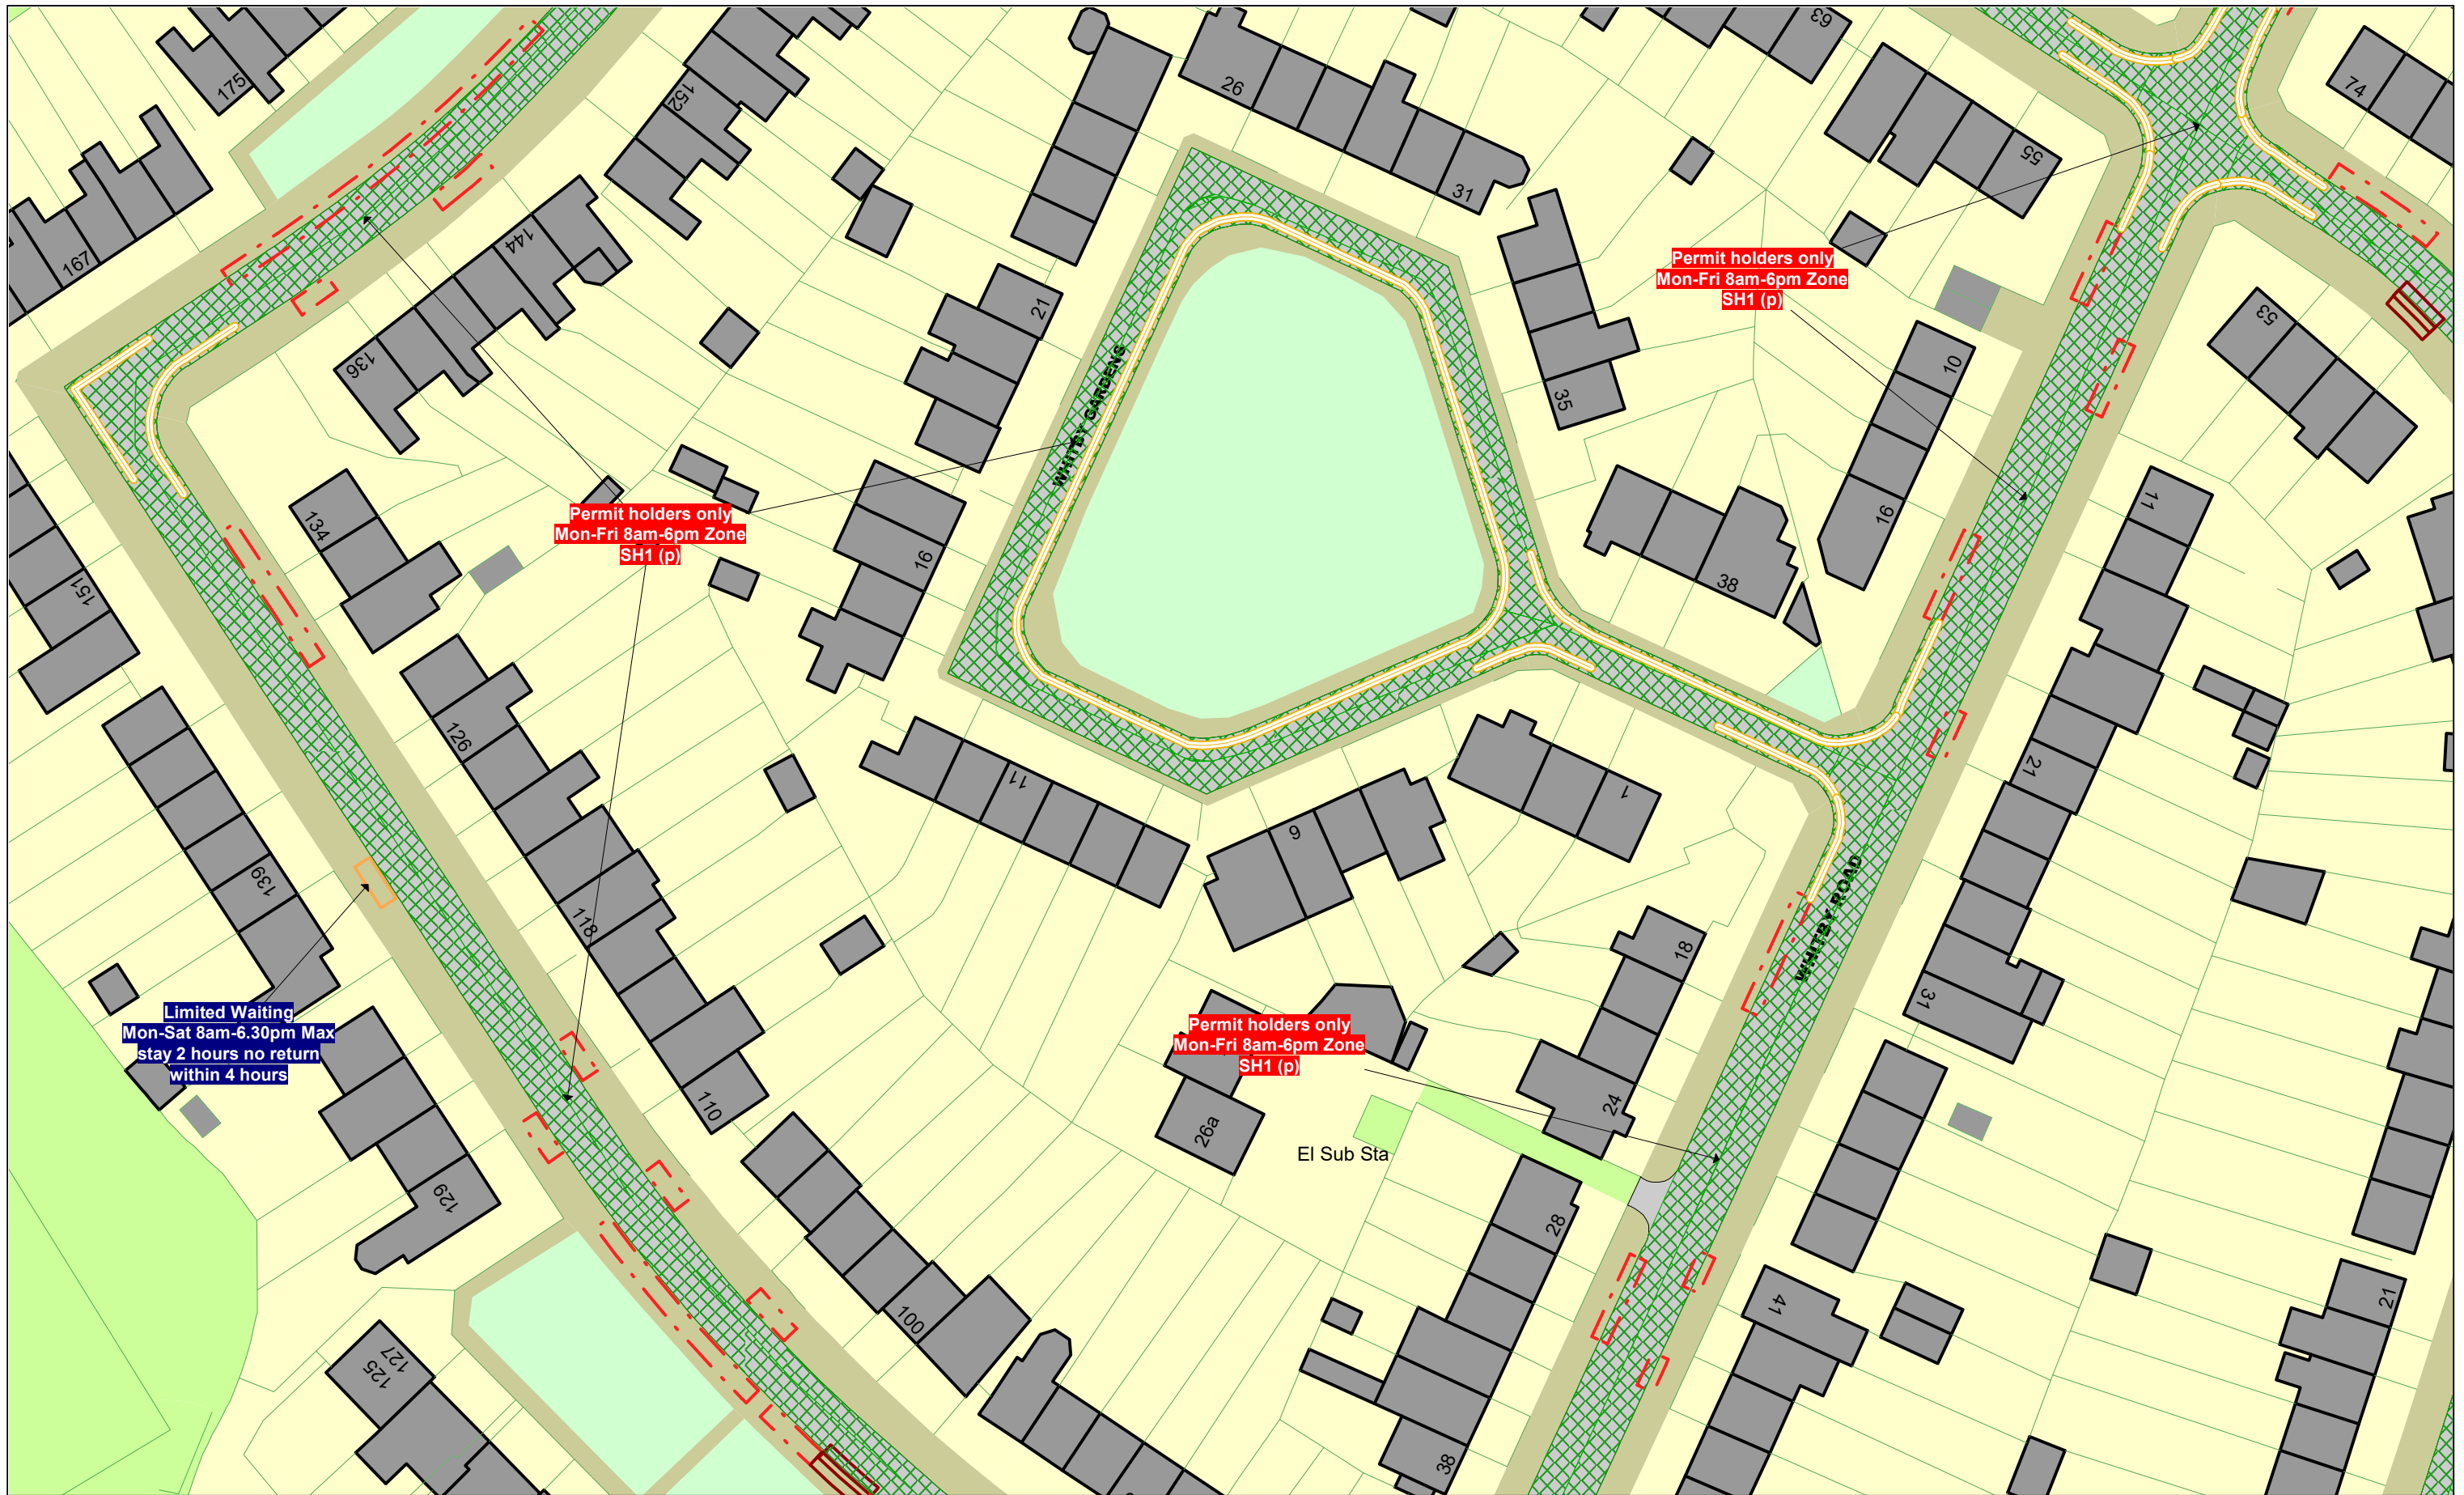 63
175
26
74
152
55
31
144
167
Permit holders only
Mon-Fri 8am-6pm Zone
SH1 (p)
21
53
136
10
WHITBY GARDENS
35
11
134
Permit holders only
Mon-Fri 8am-6pm Zone
SH1 (p)
16
16
38
151
126
21
11
1
9
139
118
WHITBY ROAD
18
31
Limited Waiting
Mon-Sat 8am-6.30pm Max
stay 2 hours no return
within 4 hours
Permit holders only
Mon-Fri 8am-6pm Zone
SH1 (p)
110
24
26a
El Sub Sta
129
28
41
21
100
127
125
38